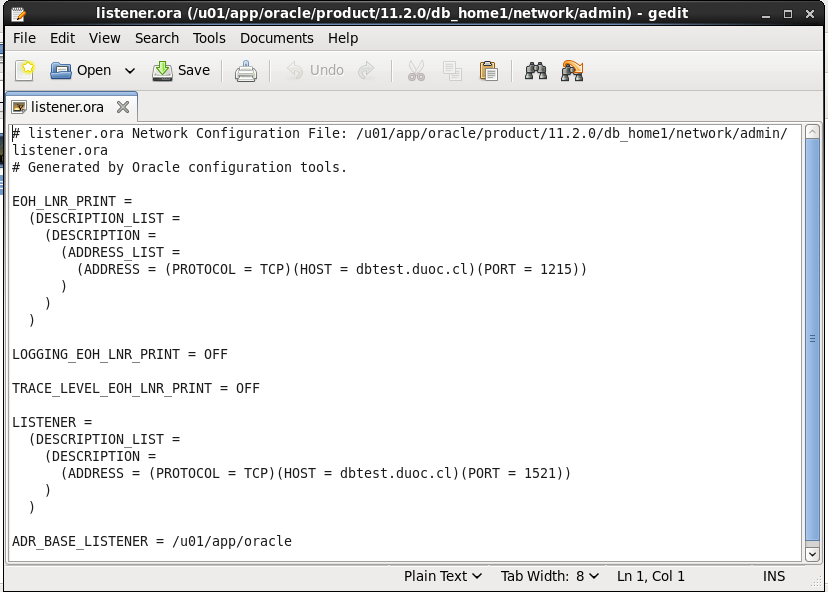 listener.ora (/u01/app/oracle/product/11.2.0/db_home1/network/admin) - gedit
File Edit View Search Tools Documents Help
Open Save Undo
listener.ora
# listener.ora Network Configuration File: /u01/app/oracle/product/11.2.0/db_home1/network/admin/
listener.ora
# Generated by Oracle configuration tools.

EOH_LNR_PRINT =
  (DESCRIPTION_LIST =
    (DESCRIPTION =
      (ADDRESS_LIST =
        (ADDRESS = (PROTOCOL = TCP)(HOST = dbtest.duoc.cl)(PORT = 1215))
      )
    )
  )

LOGGING_EOH_LNR_PRINT = OFF

TRACE_LEVEL_EOH_LNR_PRINT = OFF

LISTENER =
  (DESCRIPTION_LIST =
    (DESCRIPTION =
      (ADDRESS = (PROTOCOL = TCP)(HOST = dbtest.duoc.cl)(PORT = 1521))
    )
  )

ADR_BASE_LISTENER = /u01/app/oracle
Plain Text Tab Width: 8 Ln 1, Col 1 INS